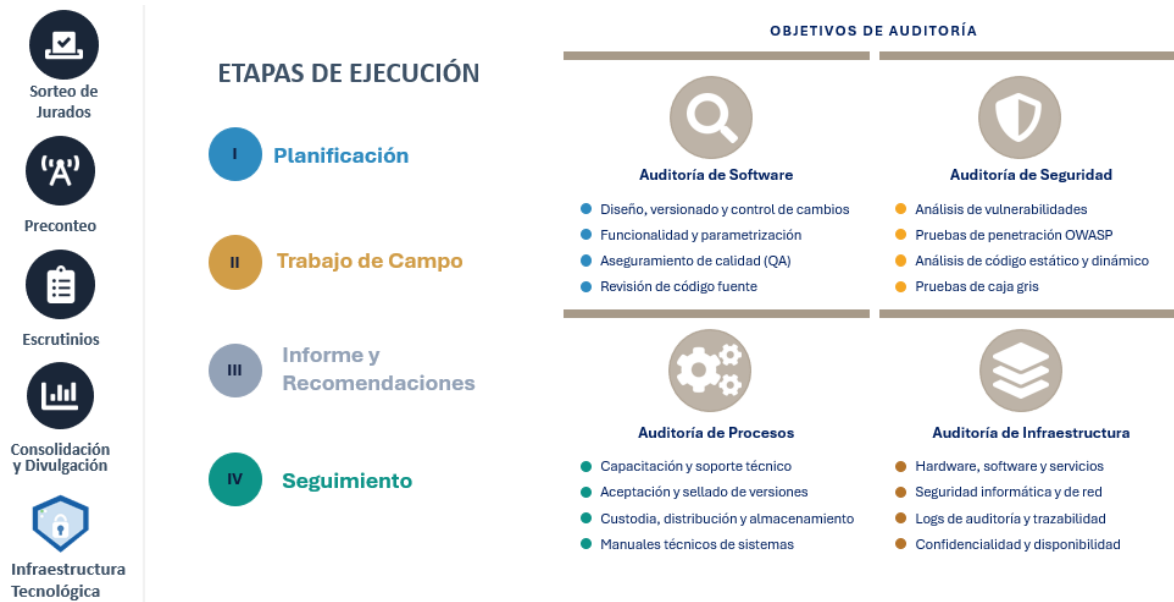 Sorteo de
Jurados
Preconteo
Escrutinios
Consolidación
y Divulgación
Infraestructura
Tecnológica
ETAPAS DE EJECUCIÓN
I
Planificación
II
Trabajo de Campo
III
Informe y
Recomendaciones
IV
Seguimiento
OBJETIVOS DE AUDITORÍA
Auditoría de Software
Diseño, versionado y control de cambios
Funcionalidad y parametrización
Aseguramiento de calidad (QA)
Revisión de código fuente
Auditoría de Seguridad
Análisis de vulnerabilidades
Pruebas de penetración OWASP
Análisis de código estático y dinámico
Pruebas de caja gris
Auditoría de Procesos
Capacitación y soporte técnico
Aceptación y sellado de versiones
Custodia, distribución y almacenamiento
Manuales técnicos de sistemas
Auditoría de Infraestructura
Hardware, software y servicios
Seguridad informática y de red
Logs de auditoría y trazabilidad
Confidencialidad y disponibilidad